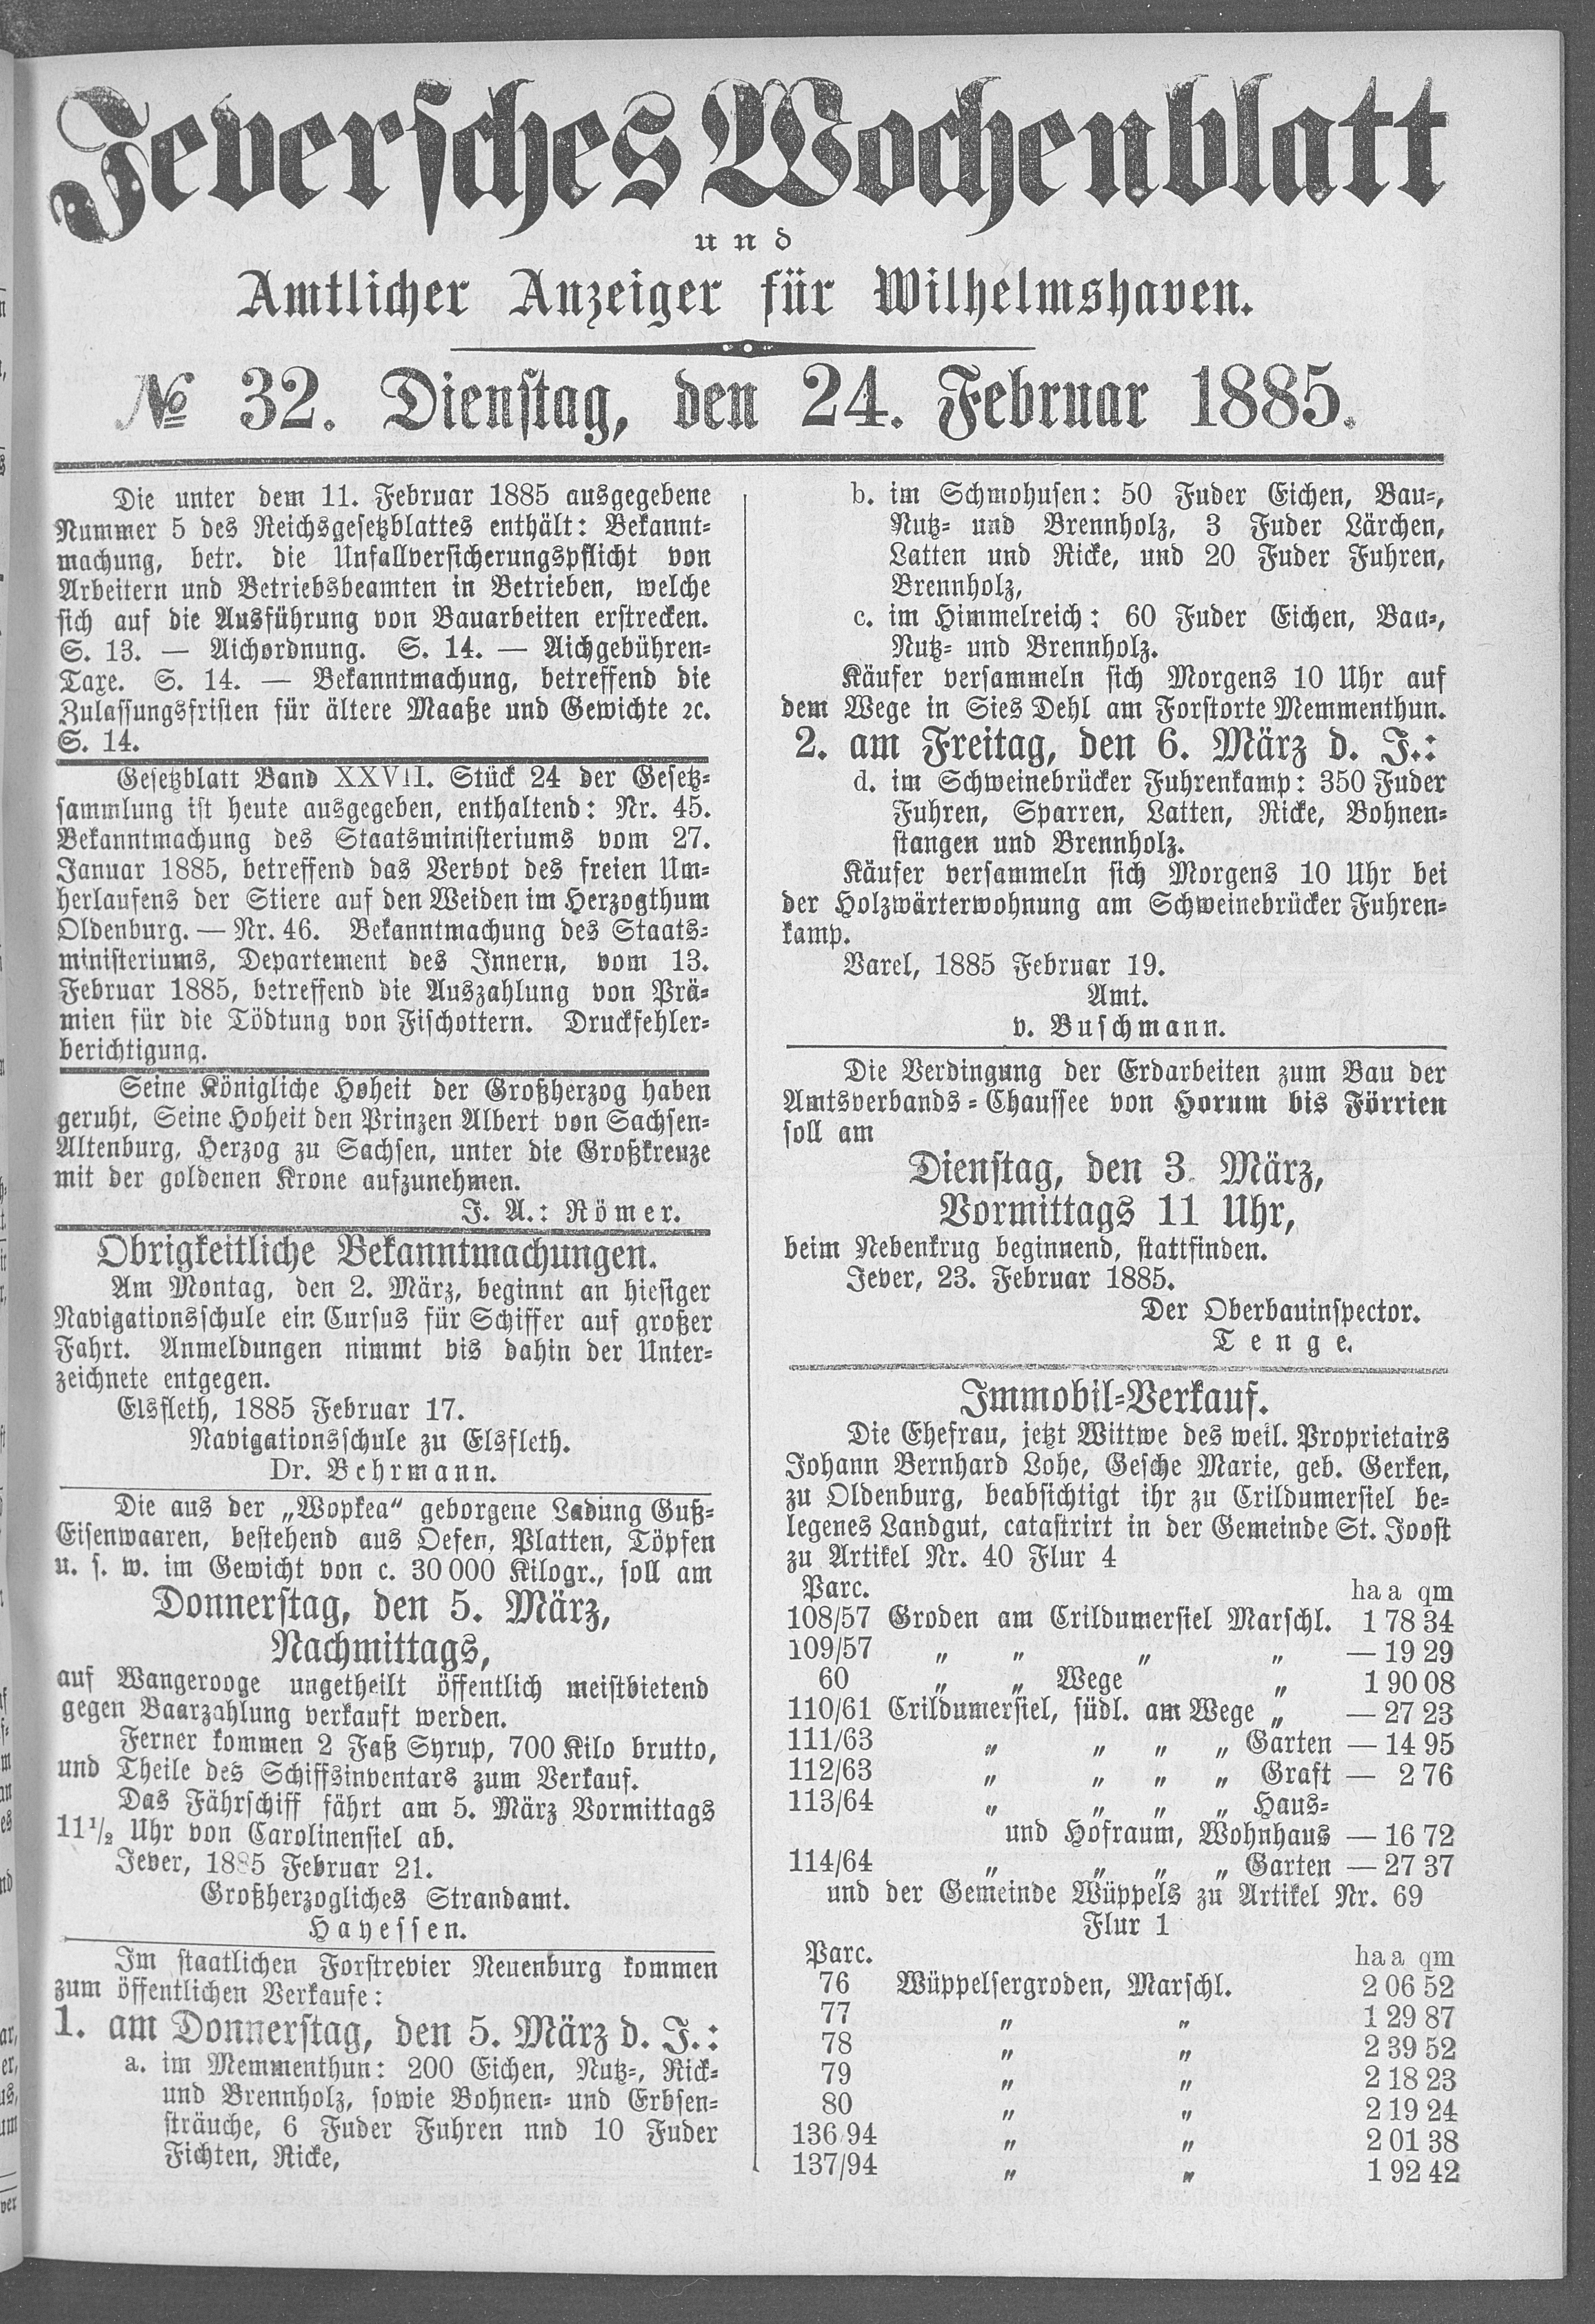 Jeversches Wochenblatt
und
Amtlicher Anzeiger für Wilhelmshaven.
№ 32. Dienstag, den 24. Februar 1885.
Die unter dem 11. Februar 1885 ausgegebene
Nummer 5 des Reichsgesetzblattes enthält: Bekannt-
machung, betr. die Unfallversicherungspflicht von
Arbeitern und Betriebsbeamten in Betrieben, welche
sich auf die Ausführung von Bauarbeiten erstrecken.
S. 13. — Aichordnung. S. 14. — Aichgebühren-
Taxe. S. 14. — Bekanntmachung, betreffend die
Zulassungsfristen für ältere Maaße und Gewichte ꝛc.
S. 14.
Gesetzblatt Band XXVII. Stück 24 der Gesetz-
sammlung ist heute ausgegeben, enthaltend: Nr. 45.
Bekanntmachung des Staatsministeriums vom 27.
Januar 1885, betreffend das Verbot des freien Um-
herlaufens der Stiere auf den Weiden im Herzogthum
Oldenburg. — Nr. 46. Bekanntmachung des Staats-
ministeriums, Departement des Innern, vom 13.
Februar 1885, betreffend die Auszahlung von Prä-
mien für die Tödtung von Fischottern. Druckfehler-
berichtigung.
Seine Königliche Hoheit der Großherzog haben
geruht, Seine Hoheit den Prinzen Albert von Sachsen-
Altenburg, Herzog zu Sachsen, unter die Großkreuze
mit der goldenen Krone aufzunehmen.
J. A.: Römer.
Obrigkeitliche Bekanntmachungen.
Am Montag, den 2. März, beginnt an hiesiger
Navigationsschule ein Cursus für Schiffer auf großer
Fahrt. Anmeldungen nimmt bis dahin der Unter-
zeichnete entgegen.
Elsfleth, 1885 Februar 17.
Navigationsschule zu Elsfleth.
Dr. Behrmann.
Die aus der „Wopkea“ geborgene Ladung Guß-
Eisenwaaren, bestehend aus Oefen, Platten, Töpfen
u. s. w. im Gewicht von c. 30 000 Kilogr., soll am
Donnerstag, den 5. März,
Nachmittags,
auf Wangerooge ungetheilt öffentlich meistbietend
gegen Baarzahlung verkauft werden.
Ferner kommen 2 Faß Syrup, 700 Kilo brutto,
und Theile des Schiffsinventars zum Verkauf.
Das Fährschiff fährt am 5. März Vormittags
11 1/2 Uhr von Carolinensiel ab.
Jever, 1885 Februar 21.
Großherzogliches Strandamt.
Hayessen.
Im staatlichen Forstrevier Neuenburg kommen
zum öffentlichen Verkaufe:
1. am Donnerstag, den 5. März d. J.:
a. im Memmenthun: 200 Eichen, Nutz-, Rick-
und Brennholz, sowie Bohnen- und Erbsen-
sträuche, 6 Fuder Fuhren nnd 10 Fuder
Fichten, Ricke,
b. im Schmohusen: 50 Fuder Eichen, Bau-,
Nutz- und Brennholz, 3 Fuder Lärchen,
Latten und Ricke, und 20 Fuder Fuhren,
Brennholz,
c. im Himmelreich: 60 Fuder Eichen, Bau-,
Nutz- und Brennholz.
Käufer versammeln sich Morgens 10 Uhr auf
dem Wege in Sies Dehl am Forstorte Memmenthun.
2. am Freitag, den 6. März d. J.:
d. im Schweinebrücker Fuhrenkamp: 350 Fuder
Fuhren, Sparren, Latten, Ricke, Bohnen-
stangen und Brennholz.
Käufer versammeln sich Morgens 10 Uhr bei
der Holzwärterwohnung am Schweinebrücker Fuhren-
kamp.
Varel, 1885 Februar 19.
Amt.
v. Buschmann.
Die Verdingung der Erdarbeiten zum Bau der
Amtsverbands-Chaussee von Horum bis Förrien
soll am
Dienstag, den 3. März,
Vormittags 11 Uhr,
beim Nebenkrug beginnend, stattfinden.
Jever, 23. Februar 1885.
Der Oberbauinspector.
Tenge.
Immobil-Verkauf.
Die Ehefrau, jetzt Wittwe des weil. Proprietairs
Johann Bernhard Lohe, Gesche Marie, geb. Gerken,
zu Oldenburg, beabsichtigt ihr zu Crildumersiel be-
legenes Landgut, catastrirt in der Gemeinde St. Joost
zu Artikel Nr. 40 Flur 4
Parc. ha a qm
108/57 Groden am Crildumersiel Marschl. 1 78 34
109/57 „ „ „ „ — 19 29
60 „ „ Wege „ 1 90 08
110/61 Crildumersiel, südl. am Wege „ — 27 23
111/63 „ „ „ „ Garten — 14 95
112/63 „ „ „ „ Graft — 2 76
113/64 „ „ „ „ Haus-
und Hofraum, Wohnhaus — 16 72
114/64 „ „ „ „ Garten — 27 37
und der Gemeinde Wüppels zu Artikel Nr. 69
Flur 1
Parc. ha a qm
76 Wüppelsergroden, Marschl. 2 06 52
77 „ „ 1 29 87
78 „ „ 2 39 52
79 „ „ 2 18 23
80 „ „ 2 19 24
136/94 „ „ 2 01 38
137/94 „ „ 1 92 42